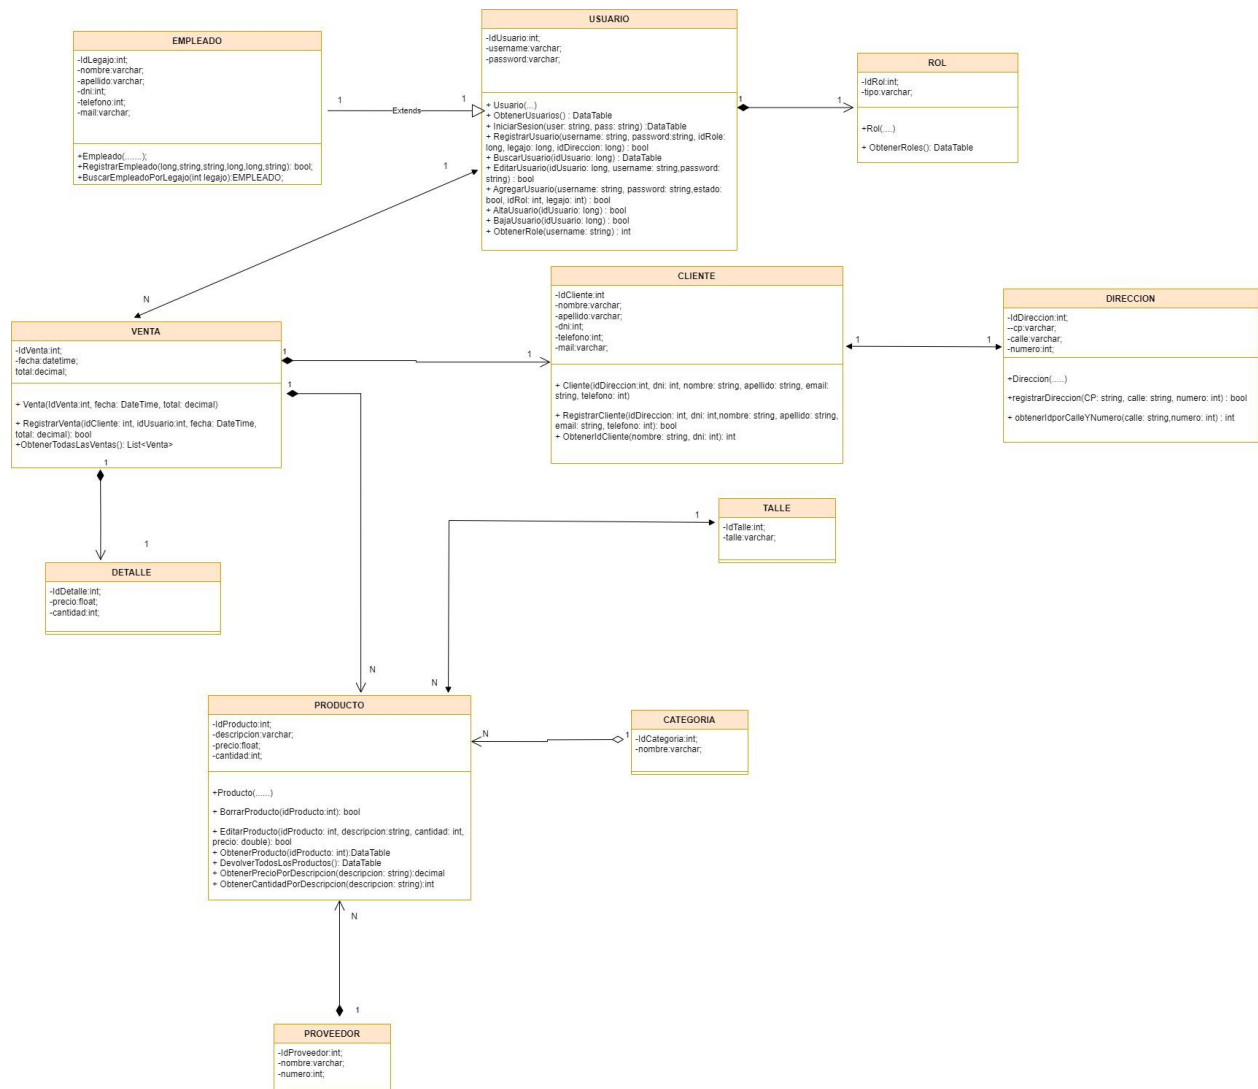 EMPLEADO
-IdLegajo:int;
-nombre:varchar;
-apellido:varchar;
-dni:int;
-telefono:int;
-mail:varchar;
+Empleado(.......);
+RegistrarEmpleado(long,string,string,long,long,string): bool;
+BuscarEmpleadoPorLegajo(int legajo):EMPLEADO;
1
Extends
1
USUARIO
-IdUsuario:int;
-username:varchar;
-password:varchar;
+ Usuario(...)
+ ObtenerUsuarios() : DataTable
+ IniciarSesion(user: string, pass: string) :DataTable
+ RegistrarUsuario(username: string, password:string, idRole:
long, legajo: long, idDireccion: long) : bool
+ BuscarUsuario(idUsuario: long) : DataTable
+ EditarUsuario(idUsuario: long, username: string,password:
string) : bool
+ AgregarUsuario(username: string, password: string,estado:
bool, idRol: int, legajo: int) : bool
+ AltaUsuario(idUsuario: long) : bool
+ BajaUsuario(idUsuario: long) : bool
+ ObtenerRole(username: string) : int
1
1
ROL
-IdRol:int;
-tipo:varchar;
+Rol(....)
+ ObtenerRoles(): DataTable
1
N
VENTA
-IdVenta:int;
-fecha:datetime;
total:decimal;
+ Venta(IdVenta:int, fecha: DateTime, total: decimal)
+ RegistrarVenta(idCliente: int, idUsuario:int, fecha: DateTime,
total: decimal): bool
+ObtenerTodasLasVentas(): List<Venta>
1
1
1
1
CLIENTE
-IdCliente:int
-nombre:varchar;
-apellido:varchar;
-dni:int;
-telefono:int;
-mail:varchar;
+ Cliente(idDireccion:int, dni: int, nombre: string, apellido: string, email:
string, telefono: int)
+ RegistrarCliente(idDireccion: int, dni: int,nombre: string, apellido: string,
email: string, telefono: int): bool
+ ObtenerIdCliente(nombre: string, dni: int): int
1
1
DIRECCION
-IdDireccion:int;
--cp:varchar;
-calle:varchar;
-numero:int;
+Direccion(.....)
+registrarDireccion(CP: string, calle: string, numero: int) : bool
+ obtenerIdporCalleYNumero(calle: string,numero: int) : int
1
DETALLE
-IdDetalle:int;
-precio:float;
-cantidad:int;
1
TALLE
-IdTalle:int;
-talle:varchar;
N
N
PRODUCTO
-IdProducto:int;
-descripcion:varchar;
-precio:float;
-cantidad:int;
+Producto(......)
+ BorrarProducto(idProducto:int): bool
+ EditarProducto(idProducto: int, descripcion:string, cantidad: int,
precio: double): bool
+ ObtenerProducto(idProducto: int):DataTable
+ DevolverTodosLosProductos(): DataTable
+ ObtenerPrecioPorDescripcion(descripcion: string):decimal
+ ObtenerCantidadPorDescripcion(descripcion: string):int
N
1
CATEGORIA
-IdCategoria:int;
-nombre:varchar;
N
1
PROVEEDOR
-IdProveedor:int;
-nombre:varchar;
-numero:int;